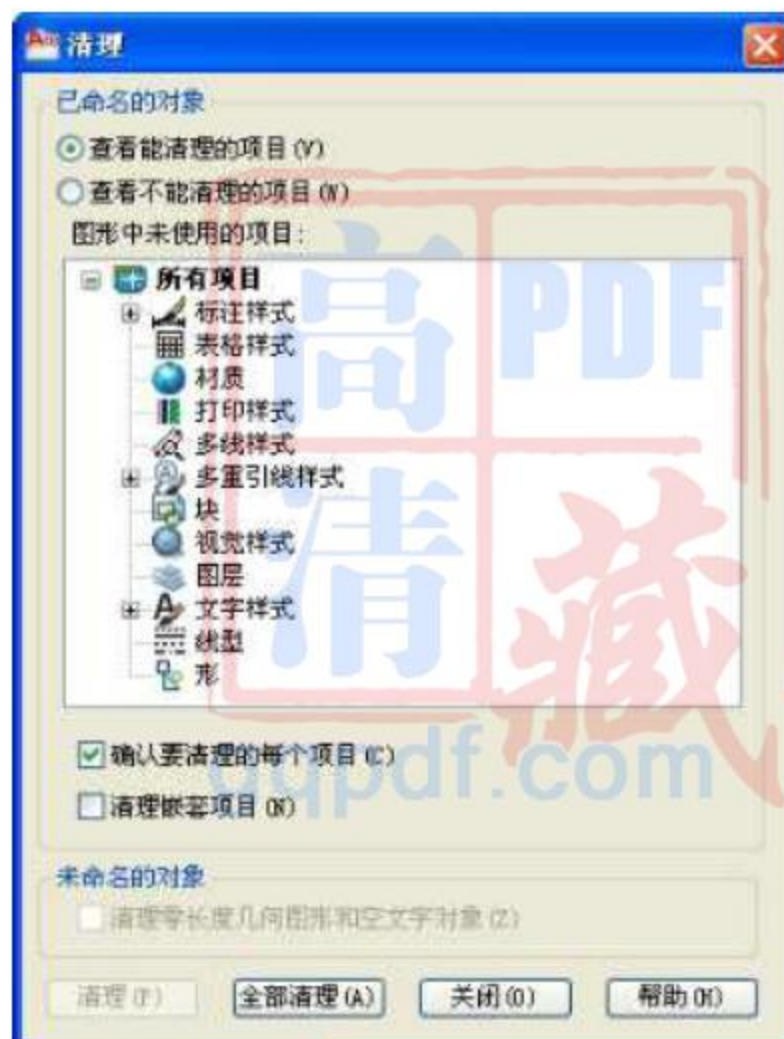 清理
已命名的对象
查看能清理的项目(V)
查看不能清理的项目(W)
图形中未使用的项目:
所有项目
标注样式
表格样式
材质
打印样式
多线样式
多重引线样式
块
视觉样式
图层
文字样式
线型
形
确认要清理的每个项目(C)
清理嵌套项目(N)
未命名的对象
清理零长度几何图形和空文字对象(Z)
清理(P)
全部清理(A)
关闭(O)
帮助(H)
高PDF
清藏
gqpdf.com